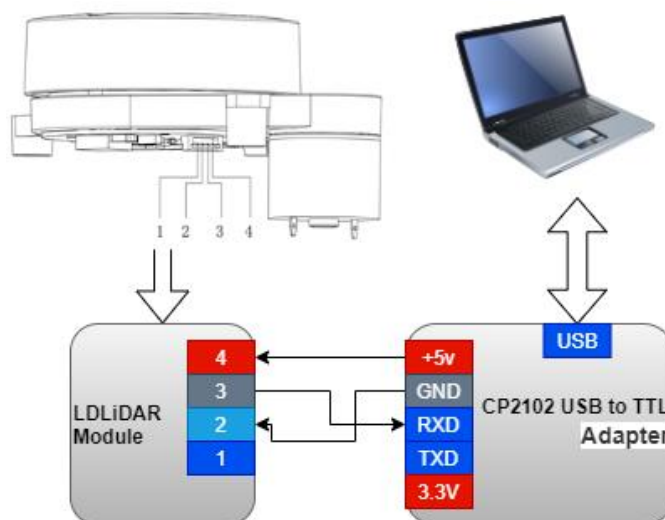 1 2 3 4
LDLiDAR
Module
4
3
2
1
+5v
GND
RXD
TXD
3.3V
USB
CP2102 USB to TTL
Adapter